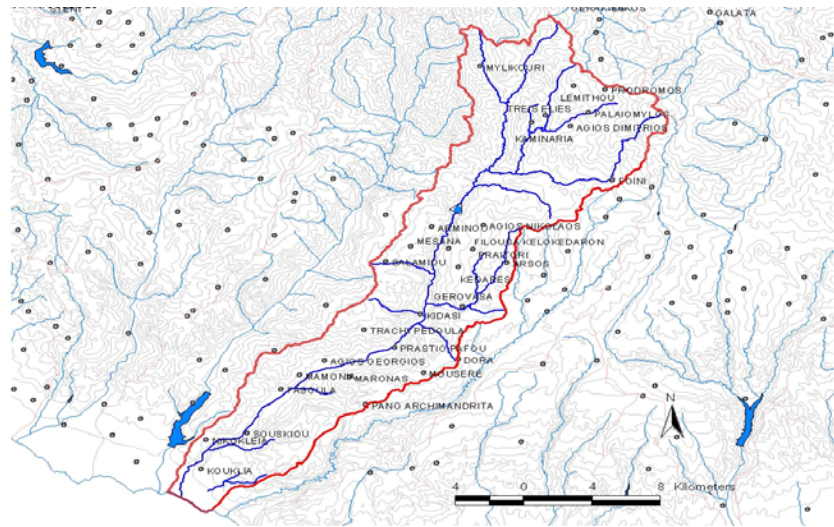 GALATA
MYLIKOURI
PRODROMOS
LEMITHOU
TREIS ELIES
PALAIOMYLOS
AGIOS DIMITRIOS
KAMINARIA
FOINI
ARMINOU
AGIOS NIKOLAOS
MESANA
FILOUSA KELOKEDARON
PRAITORI
SALAMIOU
ARSOS
KEDARES
GEROVASA
KIDASI
TRACHYPEDOULA
PRASTIO PAFOU
AGIOS GEORGIOS
DORA
MAMONIA
MARONAS
MOUSERE
FASOULA
PANO ARCHIMANDRITA
N
SOUSKIOU
NIKOKLEIA
KOUKLIA
4 0 4 8 Kilometers